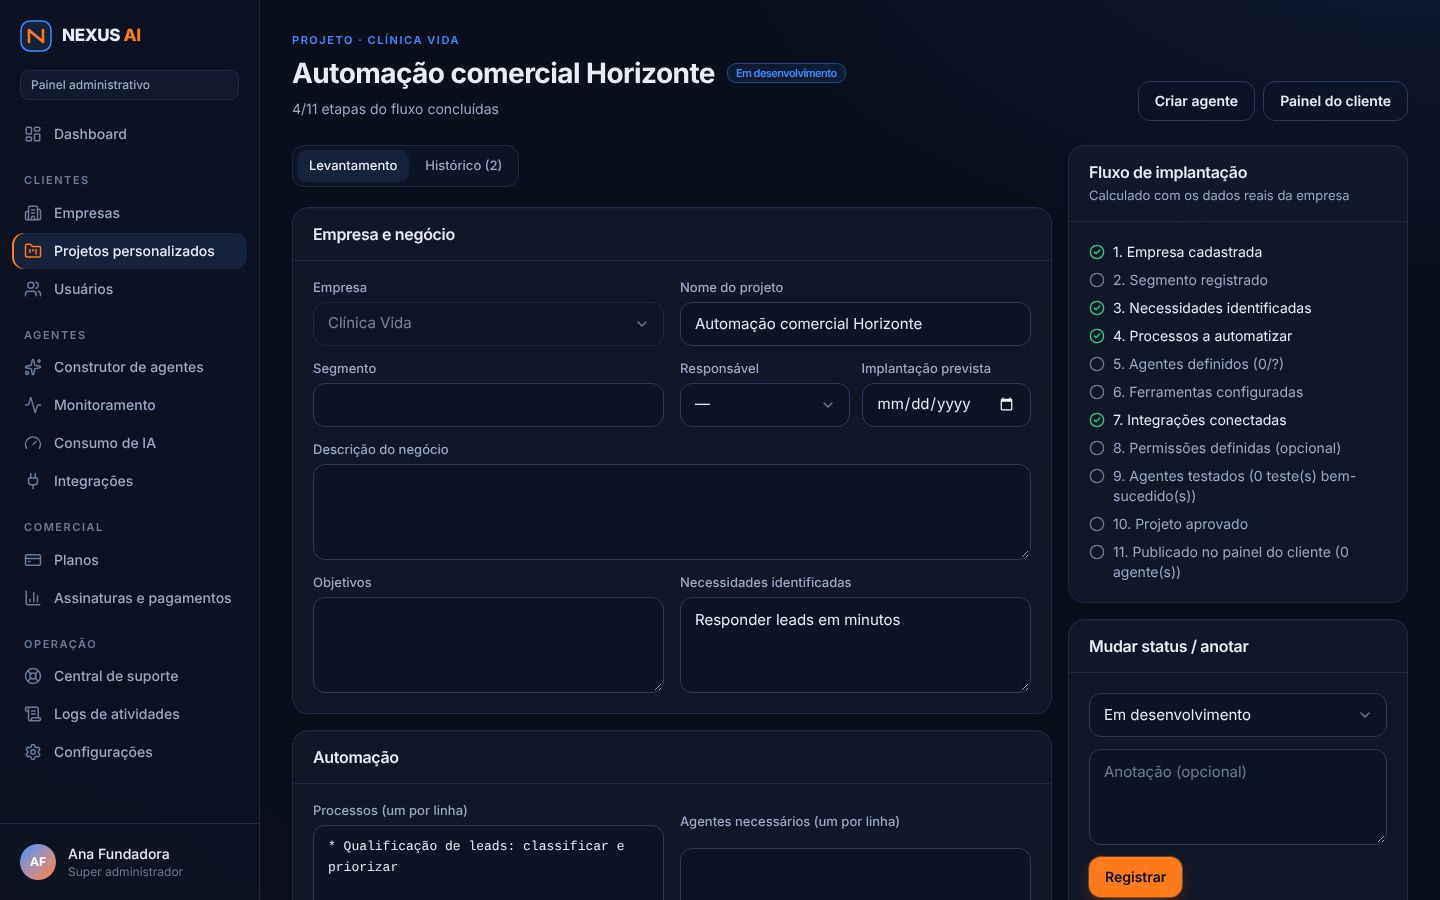 NEXUS AI
Painel administrativo
Dashboard
CLIENTES
Empresas
Projetos personalizados
Usuários
AGENTES
Construtor de agentes
Monitoramento
Consumo de IA
Integrações
COMERCIAL
Planos
Assinaturas e pagamentos
OPERAÇÃO
Central de suporte
Logs de atividades
Configurações
AF
Ana Fundadora
Super administrador
PROJETO · CLÍNICA VIDA
Automação comercial Horizonte
Em desenvolvimento
4/11 etapas do fluxo concluídas
Criar agente
Painel do cliente
Levantamento
Histórico (2)
Empresa e negócio
Empresa
Clínica Vida
Nome do projeto
Automação comercial Horizonte
Segmento
Responsável
—
Implantação prevista
mm/dd/yyyy
Descrição do negócio
Objetivos
Necessidades identificadas
Responder leads em minutos
Automação
Processos (um por linha)
* Qualificação de leads: classificar e
priorizar
Agentes necessários (um por linha)
Fluxo de implantação
Calculado com os dados reais da empresa
1. Empresa cadastrada
2. Segmento registrado
3. Necessidades identificadas
4. Processos a automatizar
5. Agentes definidos (0/?)
6. Ferramentas configuradas
7. Integrações conectadas
8. Permissões definidas (opcional)
9. Agentes testados (0 teste(s) bem-
sucedido(s))
10. Projeto aprovado
11. Publicado no painel do cliente (0
agente(s))
Mudar status / anotar
Em desenvolvimento
Anotação (opcional)
Registrar